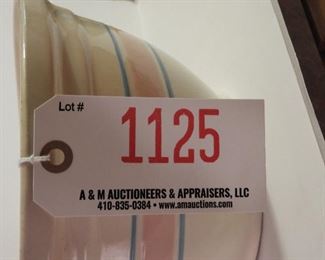 Lot #
1125
A & M AUCTIONEERS & APPRAISERS, LLC
410-835-0384 • www.amauctions.com